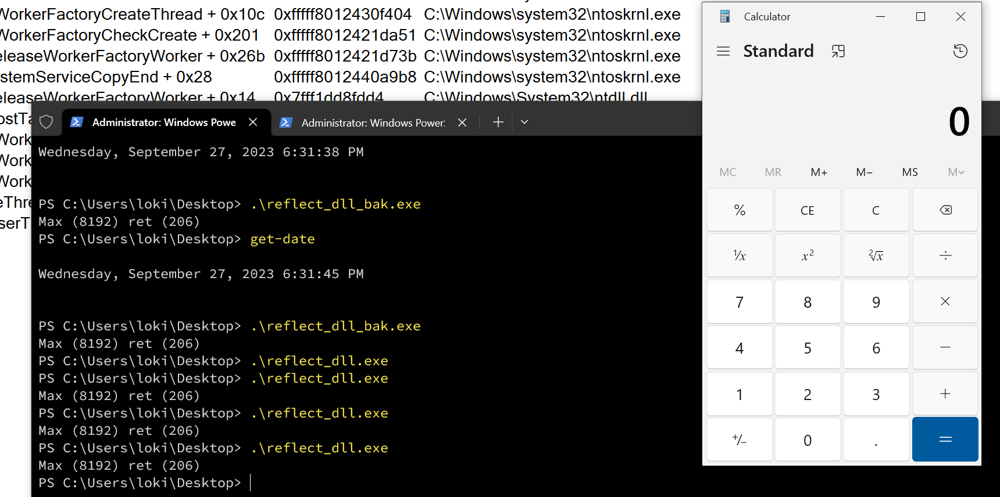 WorkerFactoryCreateThread + 0x10c 0xfffff8012430f404 C:\Windows\system32\ntoskrnl.exe
WorkerFactoryCheckCreate + 0x201 0xfffff8012421da51 C:\Windows\system32\ntoskrnl.exe
eleaseWorkerFactoryWorker + 0x26b 0xfffff8012421d73b C:\Windows\system32\ntoskrnl.exe
stemServiceCopyEnd + 0x28 0xfffff8012440a9b8 C:\Windows\system32\ntoskrnl.exe
eleaseWorkerFactoryWorker + 0x14 0x7fff1dd8fdd4 C:\Windows\System32\ntdll.dll
ostTa
Work
Work
Work
eThre
serT
Administrator: Windows Powe
Administrator: Windows PowerS
Wednesday, September 27, 2023 6:31:38 PM
PS C:\Users\loki\Desktop> .\reflect_dll_bak.exe
Max (8192) ret (206)
PS C:\Users\loki\Desktop> get-date
Wednesday, September 27, 2023 6:31:45 PM
PS C:\Users\loki\Desktop> .\reflect_dll_bak.exe
Max (8192) ret (206)
PS C:\Users\loki\Desktop> .\reflect_dll.exe
PS C:\Users\loki\Desktop> .\reflect_dll.exe
Max (8192) ret (206)
PS C:\Users\loki\Desktop> .\reflect_dll.exe
Max (8192) ret (206)
PS C:\Users\loki\Desktop> .\reflect_dll.exe
Max (8192) ret (206)
PS C:\Users\loki\Desktop>
Calculator
Standard
0
MC MR M+ M− MS M
% CE C
¹/x x² ²√x ÷
7 8 9 ×
4 5 6 −
1 2 3 +
+/− 0 . =